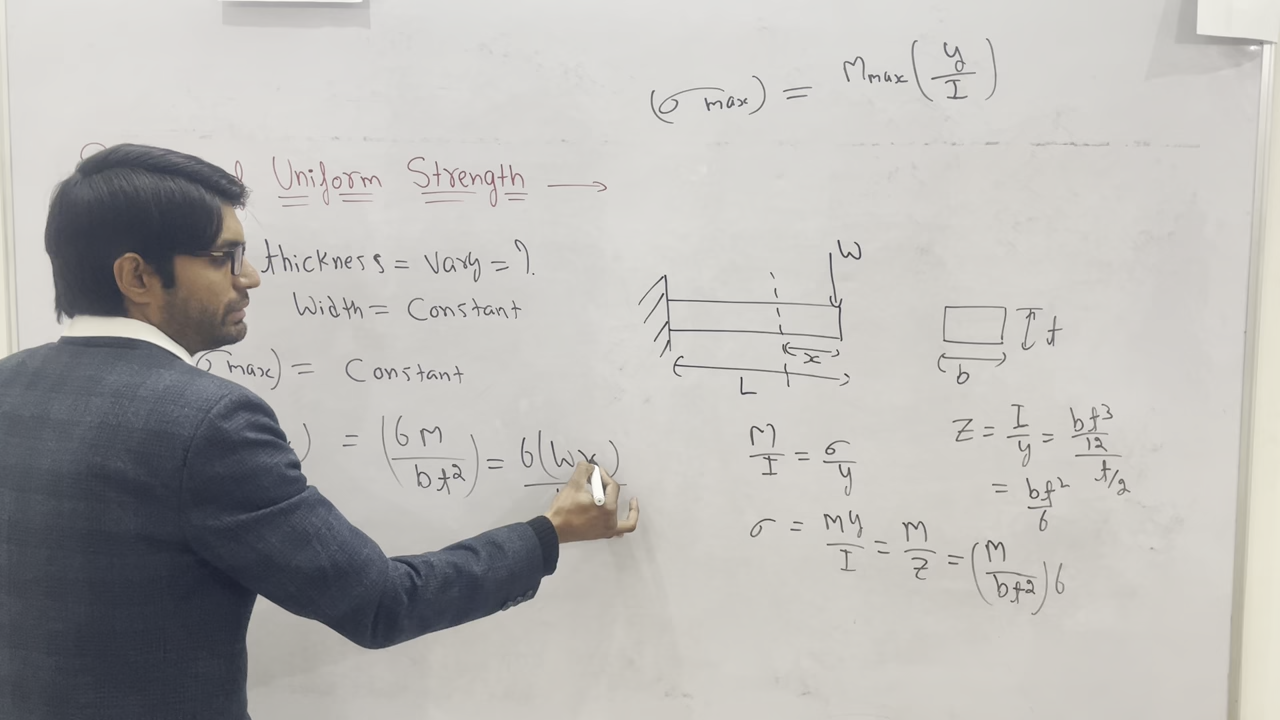 (σ max) = Mmax(y/I)
Uniform Strength →
thickness = vary = ?.
Width = Constant
σ max) = Constant
) = (6M/bt²) = 6(Wx)
W
x
L
b
t
M/I = σ/y
σ = My/I = M/Z = (M/bt²)6
Z = I/y = bt³/12/t/2
= bt²/6